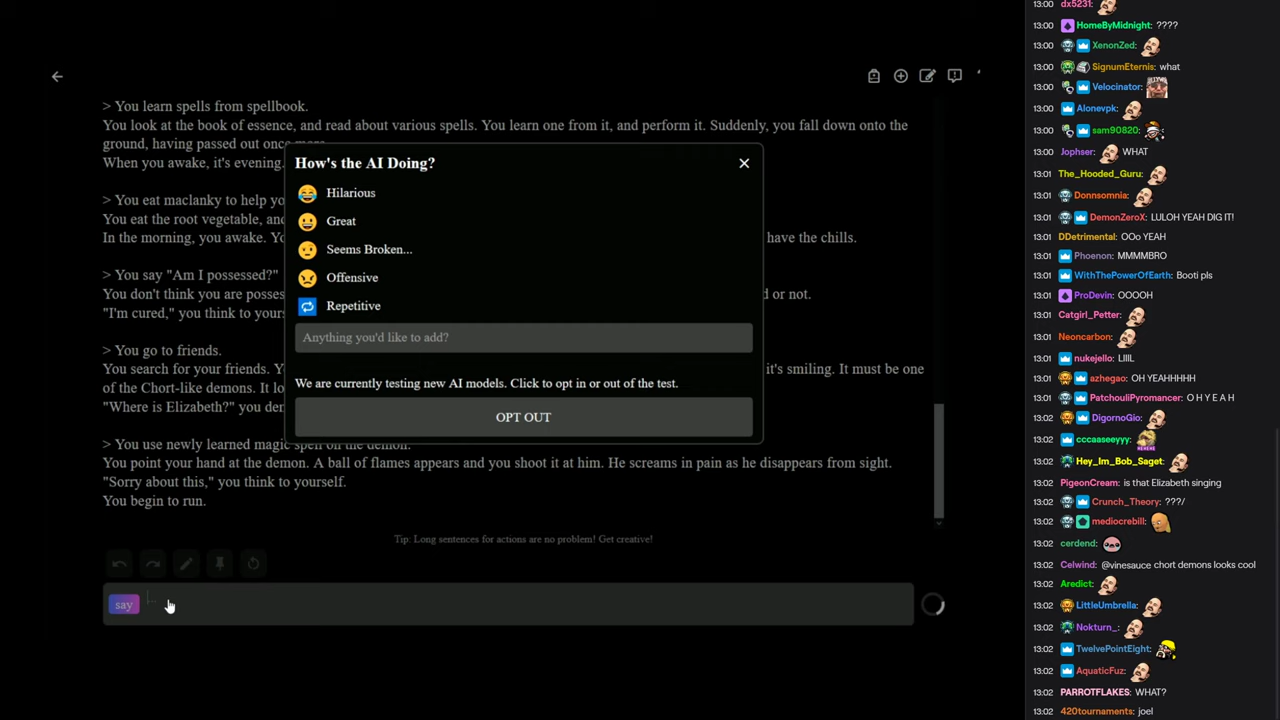 > You learn spells from spellbook.
You look at the book of essence, and read about various spells. You learn one from it, and perform it. Suddenly, you fall down onto the
ground, having passed out once more.
When you awake, it's evening.
> You eat maclanky to help yo
You eat the root vegetable, and
In the morning, you awake. Yo
have the chills.
> You say "Am I possessed?"
You don't think you are posses
d or not.
"I'm cured," you think to yours
> You go to friends.
You search for your friends. Y
it's smiling. It must be one
of the Chort-like demons. It lo
"Where is Elizabeth?" you den
> You use newly learned magic spell on the demon.
You point your hand at the demon. A ball of flames appears and you shoot it at him. He screams in pain as he disappears from sight.
"Sorry about this," you think to yourself.
You begin to run.
How's the AI Doing?
Hilarious
Great
Seems Broken...
Offensive
Repetitive
Anything you'd like to add?
We are currently testing new AI models. Click to opt in or out of the test.
OPT OUT
Tip: Long sentences for actions are no problem! Get creative!
say
13:00 dx5231:
13:00 HomeByMidnight: ????
13:00 XenonZed:
13:00 SignumEternis: what
13:00 Velocinator:
13:00 Alonevpk:
13:00 sam90820:
13:00 Jophser: WHAT
13:01 The_Hooded_Guru:
13:01 Donnsomnia:
13:01 DemonZeroX: LULOH YEAH DIG IT!
13:01 DDetrimental: OOo YEAH
13:01 Phoenon: MMMMBRO
13:01 WithThePowerOfEarth: Booti pls
13:01 ProDevin: OOOOH
13:01 Catgirl_Petter:
13:01 Neoncarbon:
13:01 nukejello: LIIIL
13:01 azhegao: OH YEAHHHHH
13:01 PatchouliPyromancer: O H Y E A H
13:02 DigornoGio:
13:02 cccaaseeyyy:
13:02 Hey_Im_Bob_Saget:
13:02 PigeonCream: is that Elizabeth singing
13:02 Crunch_Theory: ???/
13:02 mediocrebill:
13:02 cerdend:
13:02 Celwind: @vinesauce chort demons looks cool
13:02 Aredict:
13:02 LittleUmbrella:
13:02 Nokturn_:
13:02 TwelvePointEight:
13:02 AquaticFuz:
13:02 PARROTFLAKES: WHAT?
13:02 420tournaments: joel